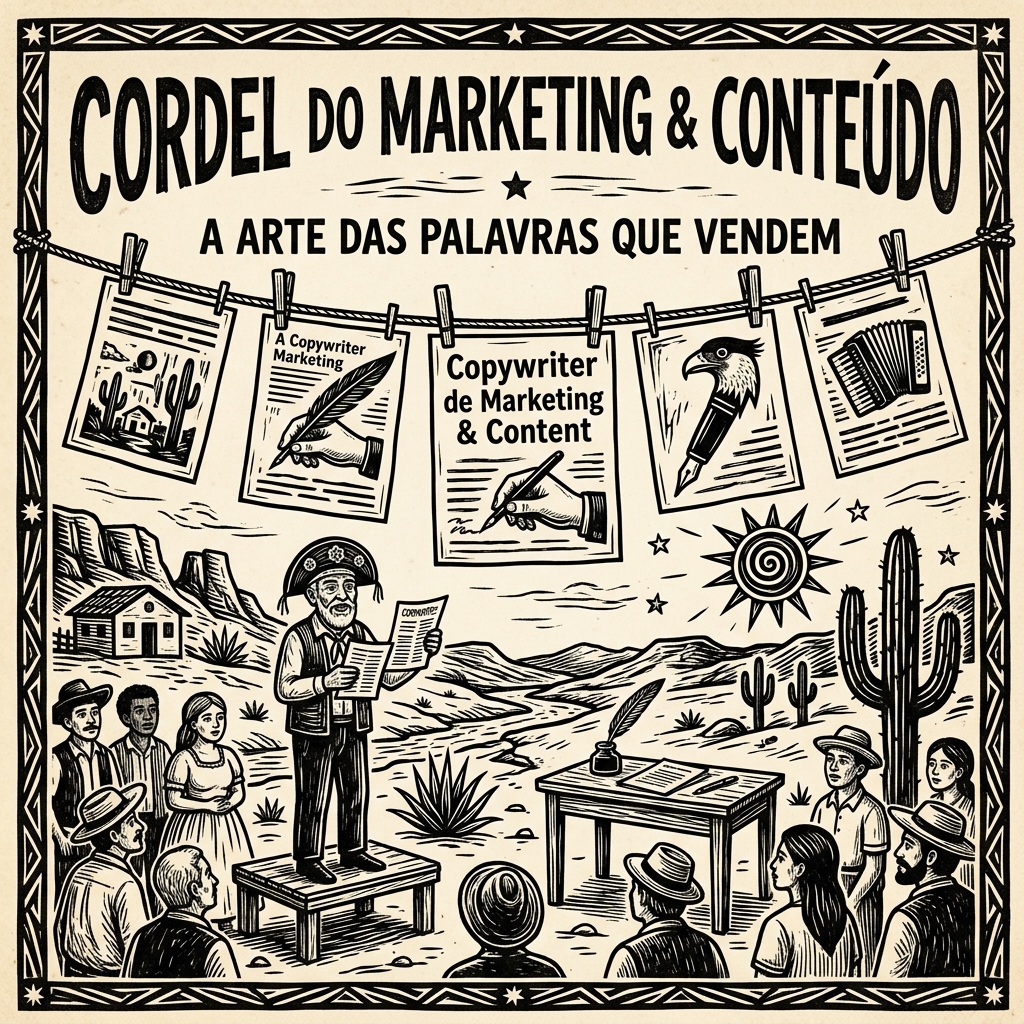 CORDEL DO MARKETING & CONTEÚDO
A ARTE DAS PALAVRAS QUE VENDEM
A Copywriter
Marketing
Copywriter
de Marketing
& Content